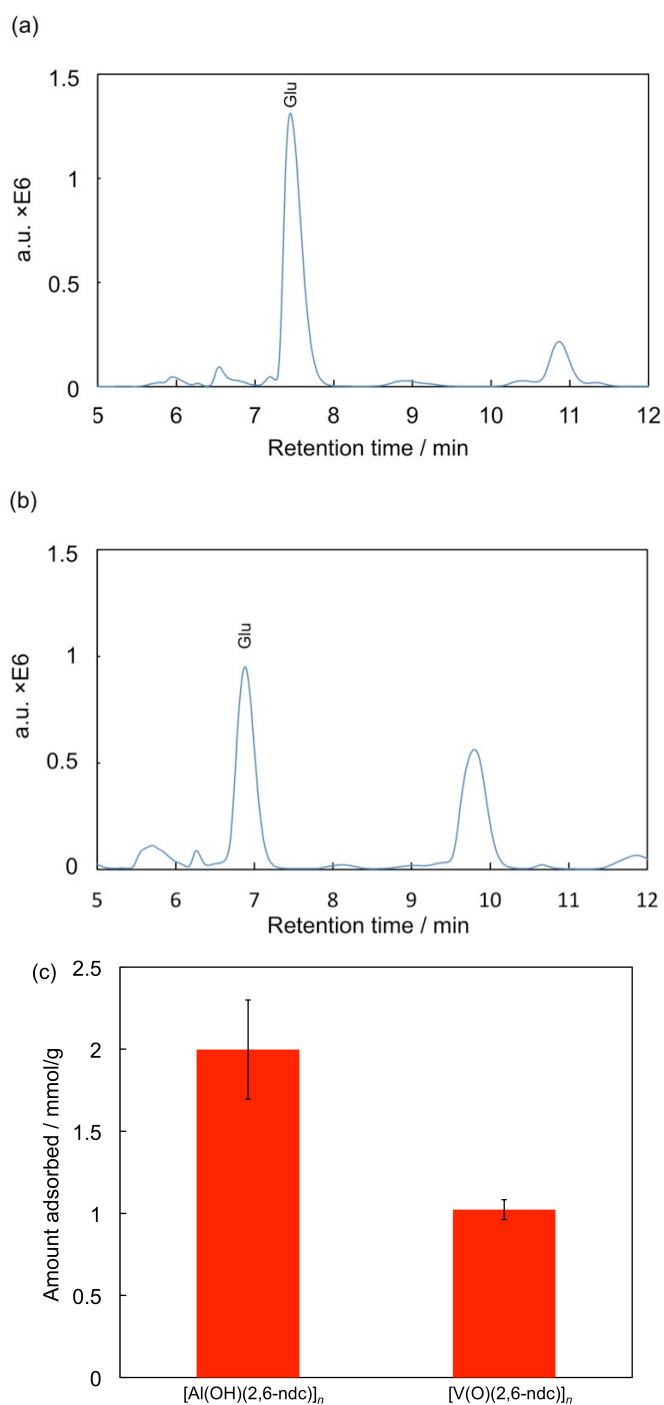 (a)
1.5
1
0.5
0
a.u. ×E6
Glu
5 6 7 8 9 10 11 12
Retention time / min
(b)
1.5
1
0.5
0
a.u. ×E6
Glu
5 6 7 8 9 10 11 12
Retention time / min
(c)
2.5
2
1.5
1
0.5
0
Amount adsorbed / mmol/g
[Al(OH)(2,6-ndc)]n [V(O)(2,6-ndc)]n